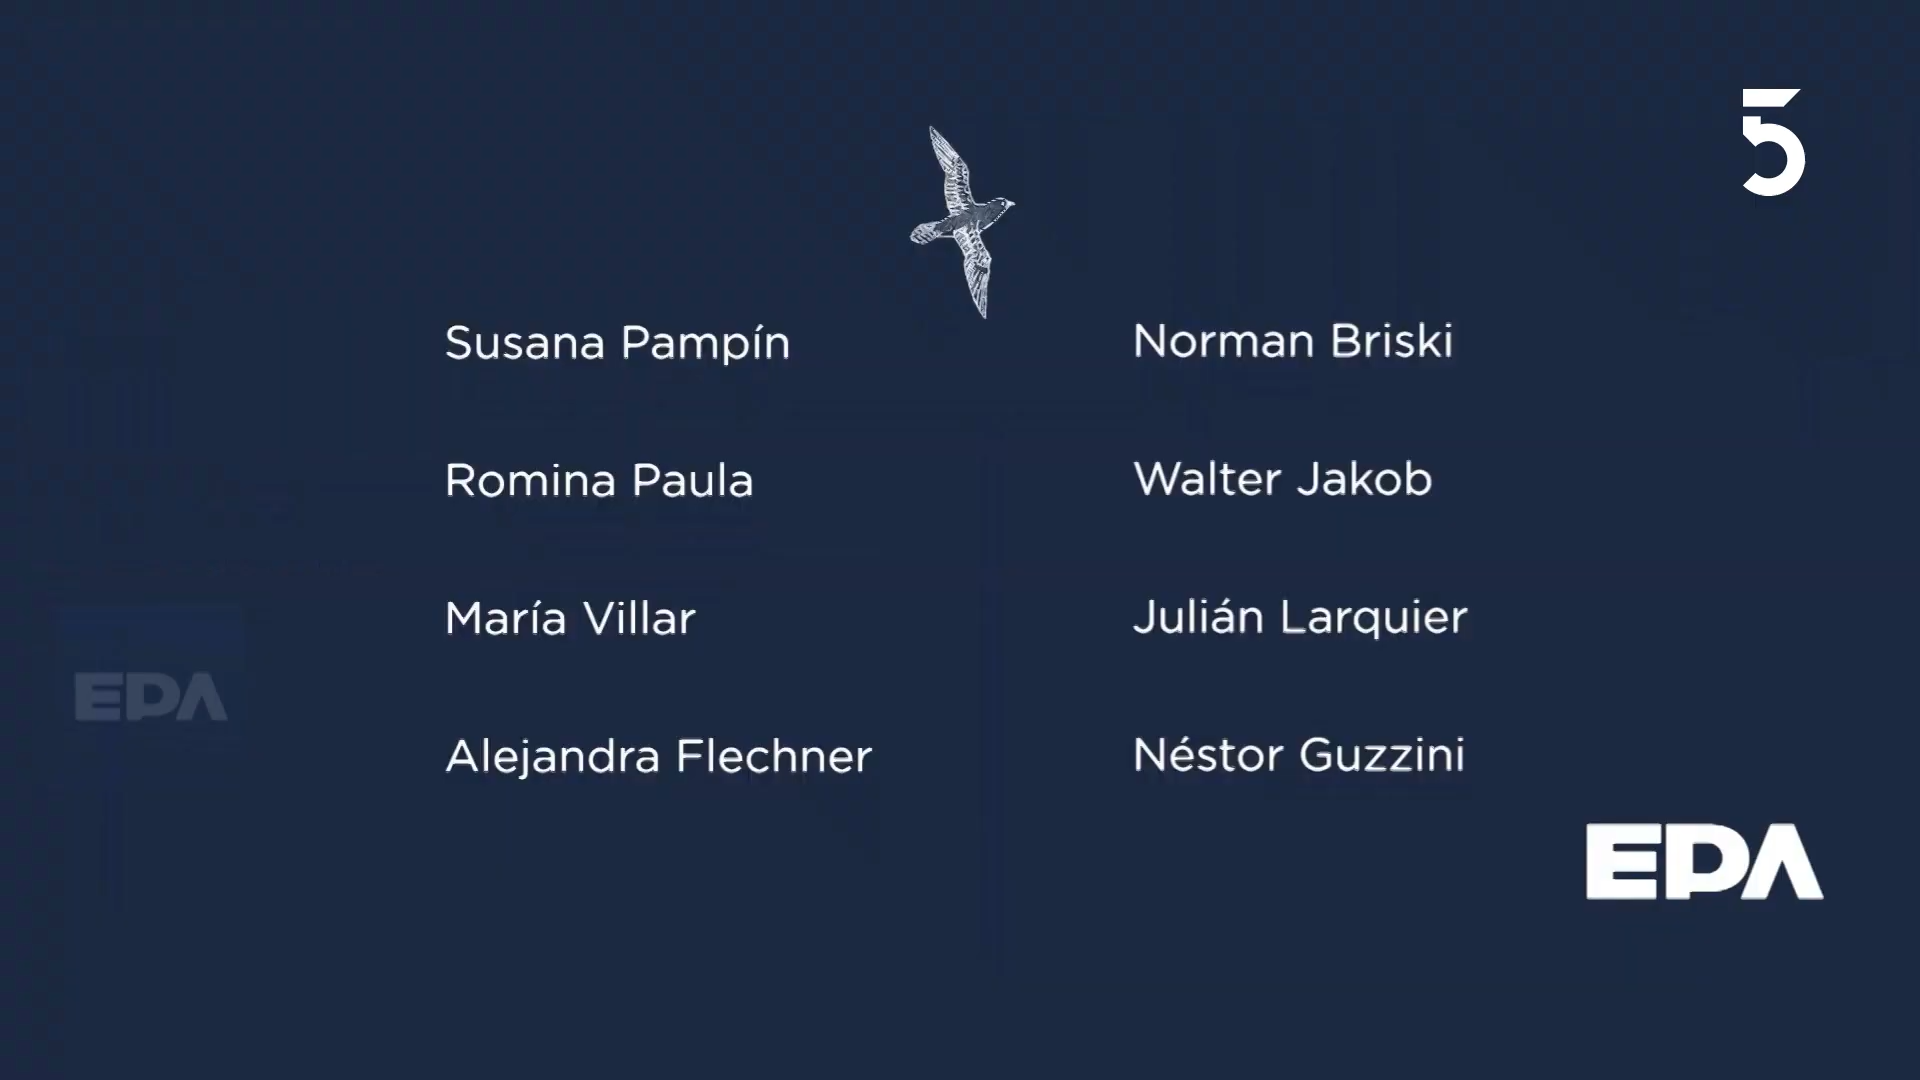 5
Susana Pampín
Norman Briski
Romina Paula
Walter Jakob
María Villar
Julián Larquier
EPA
Alejandra Flechner
Néstor Guzzini
EPA